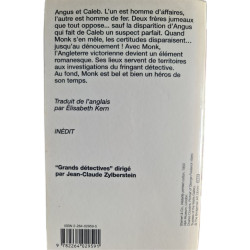 Angus et Caleb. L'un est homme d'affaires,
l'autre est homme de fer. Deux frères jumeaux
que tout oppose... sauf la disparition d'Angus
qui fait de Caleb un suspect parfait. Quand
Monk s'en mêle, les certitudes disparaissent...
jusqu'au dénouement ! Avec Monk,
l'Angleterre victorienne devient un élément
romanesque. Ses lieux servent de territoires
aux investigations du fringant détective.
Au fond, Monk est bel et bien un héros de
son temps.
Traduit de l'anglais
par Élisabeth Kern
INÉDIT
"Grands détectives" dirigé
par Jean-Claude Zylberstein